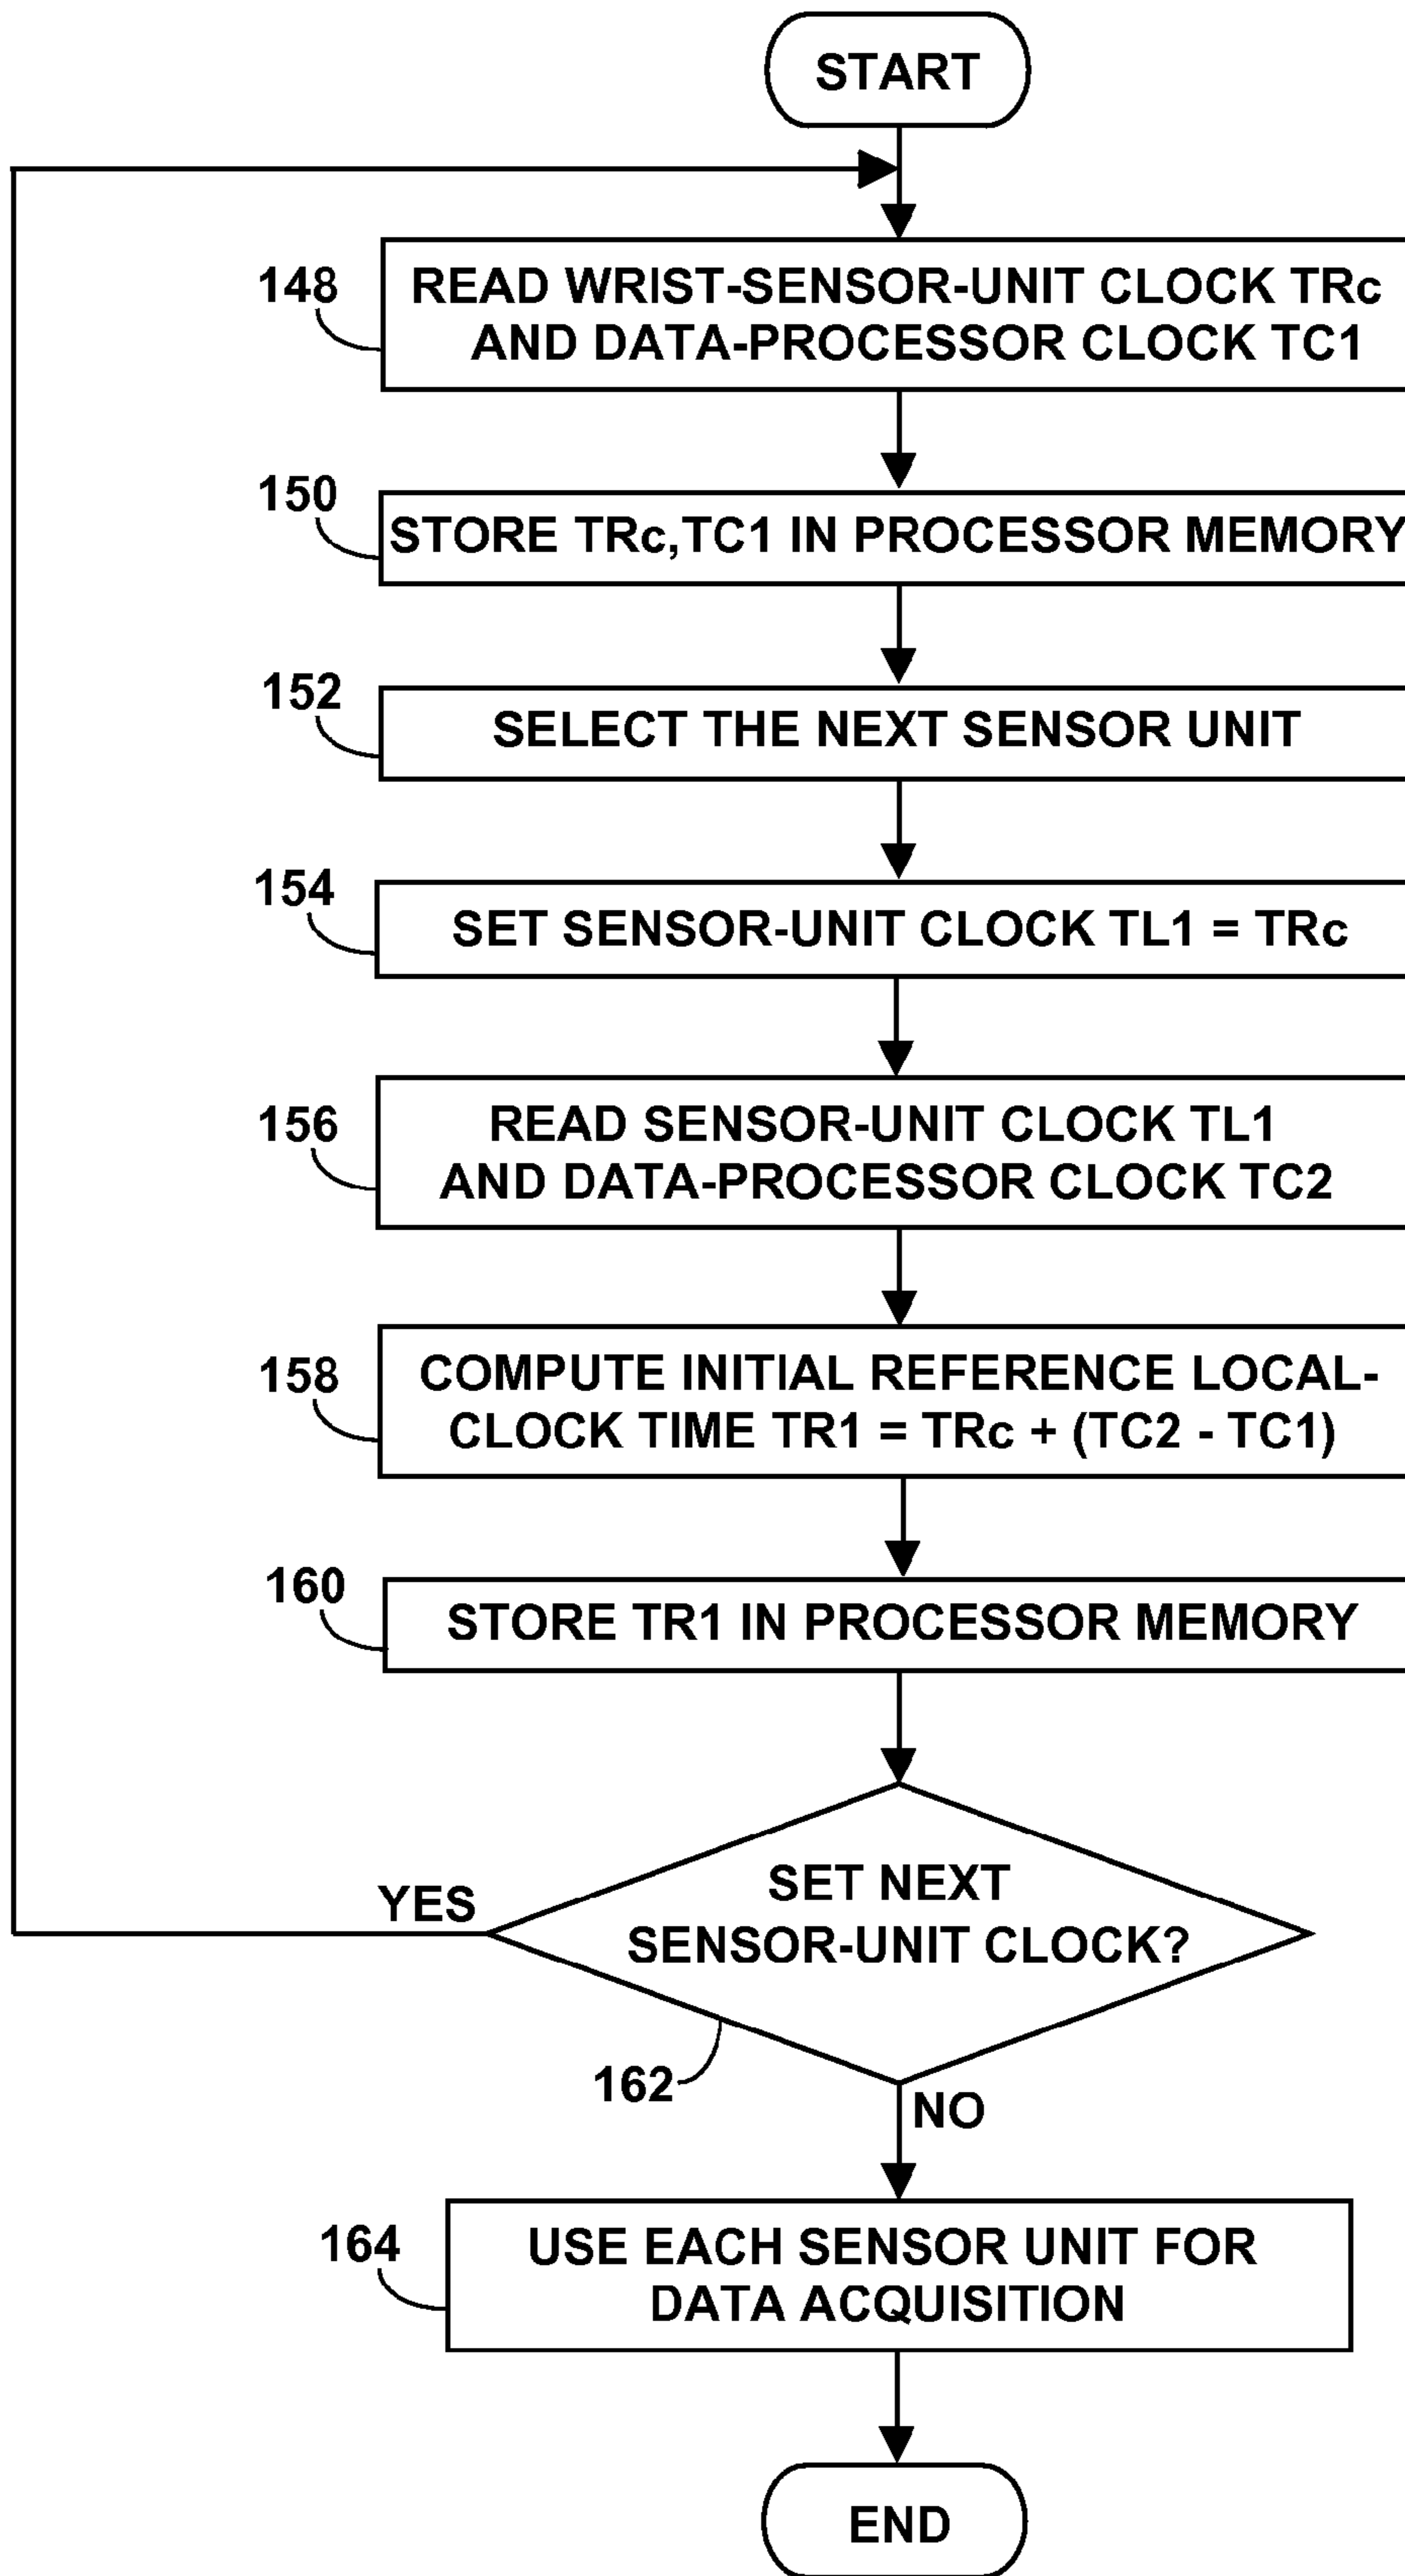 START
148
READ WRIST-SENSOR-UNIT CLOCK TRc
AND DATA-PROCESSOR CLOCK TC1
150
STORE TRc,TC1 IN PROCESSOR MEMORY
152
SELECT THE NEXT SENSOR UNIT
154
SET SENSOR-UNIT CLOCK TL1 = TRc
156
READ SENSOR-UNIT CLOCK TL1
AND DATA-PROCESSOR CLOCK TC2
158
COMPUTE INITIAL REFERENCE LOCAL-
CLOCK TIME TR1 = TRc + (TC2 - TC1)
160
STORE TR1 IN PROCESSOR MEMORY
YES
SET NEXT
SENSOR-UNIT CLOCK?
162
NO
164
USE EACH SENSOR UNIT FOR
DATA ACQUISITION
END